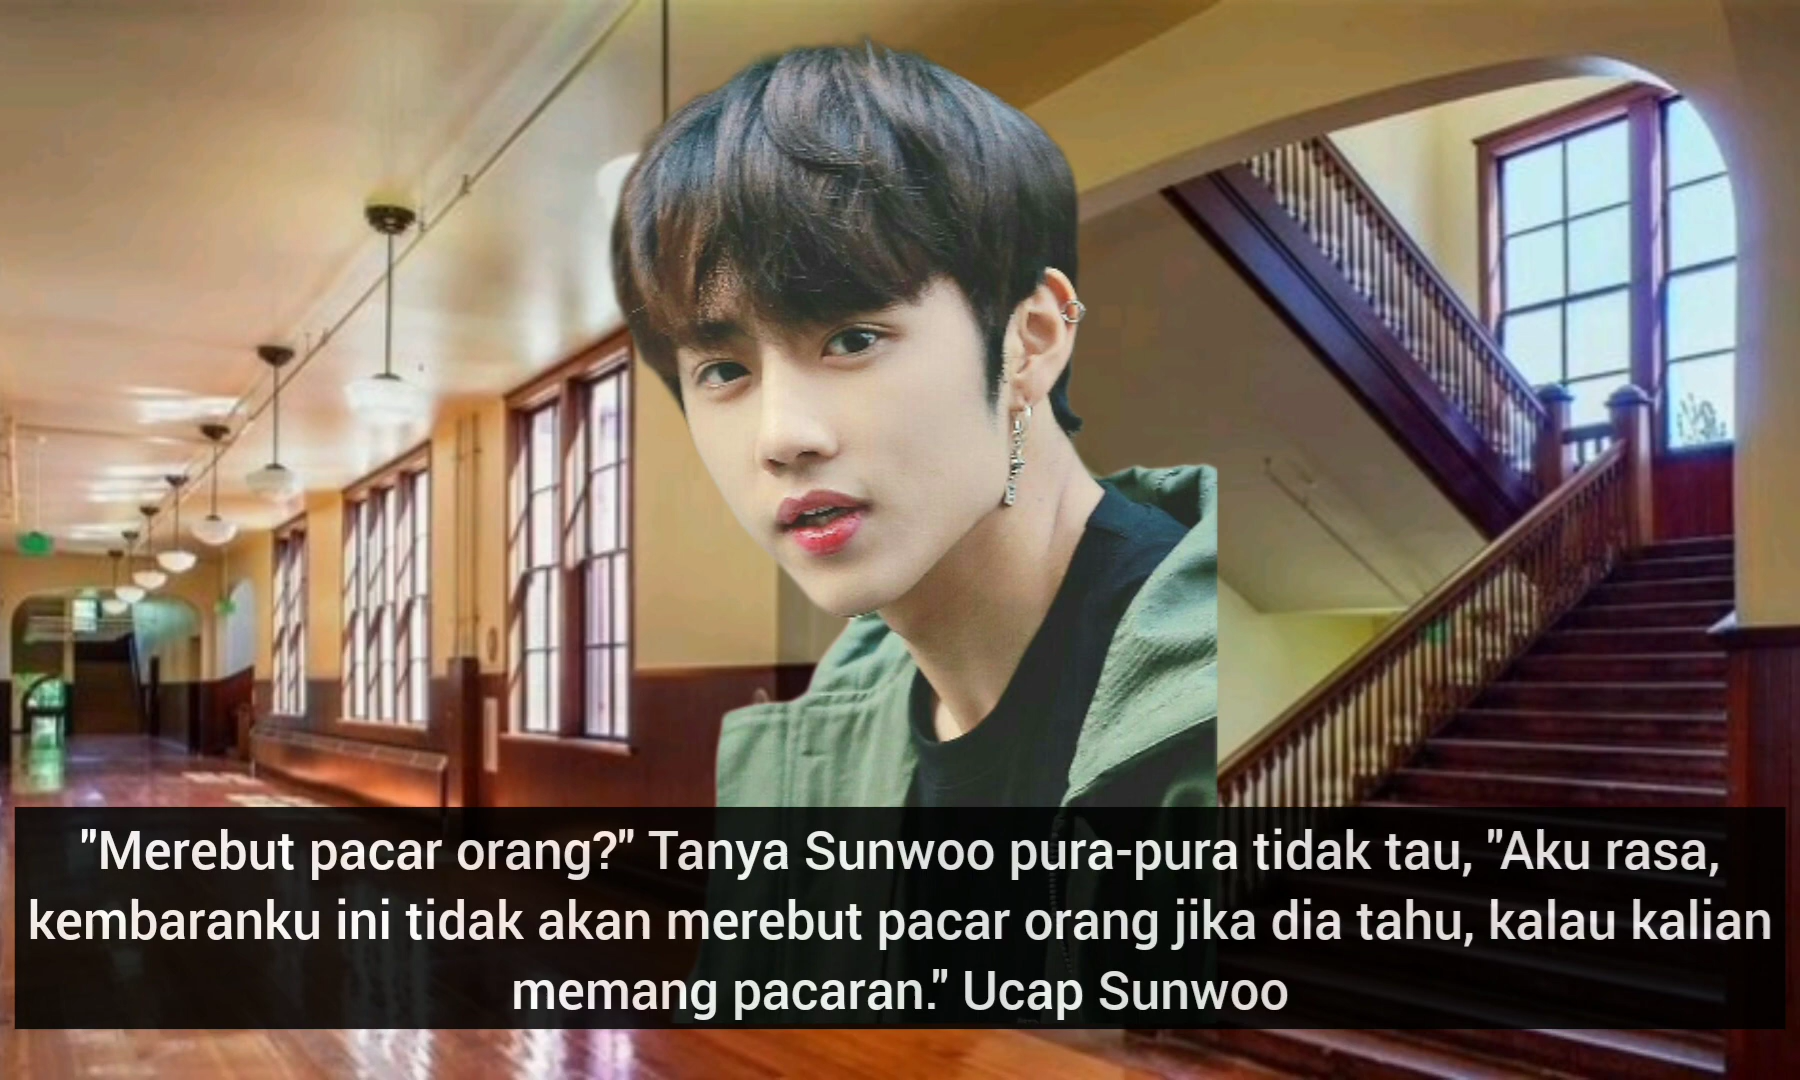 "Merebut pacar orang?" Tanya Sunwoo pura-pura tidak tau, "Aku rasa,
kembaranku ini tidak akan merebut pacar orang jika dia tahu, kalau kalian
memang pacaran." Ucap Sunwoo